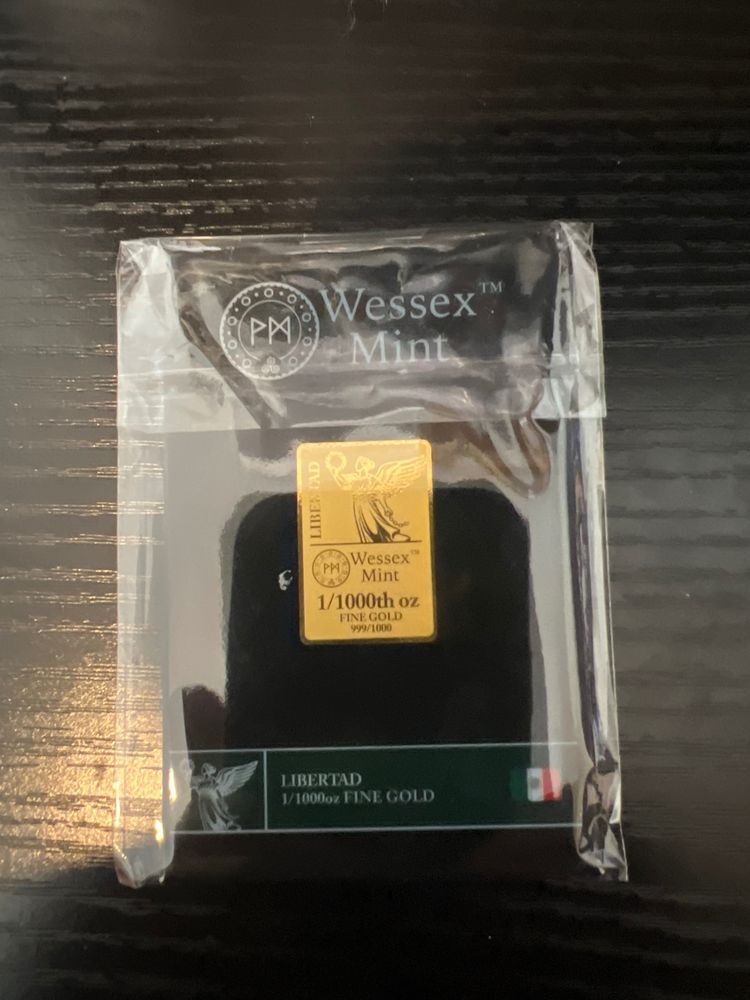 Wessex™
Mint
LIBERTAD
Wessex™
Mint
1/1000th oz
FINE GOLD
999/1000
LIBERTAD
1/1000oz FINE GOLD